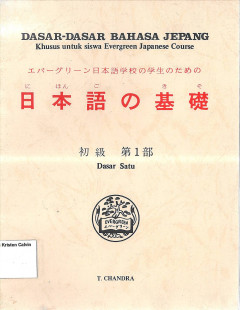 DASAR-DASAR BAHASA JEPANG
Khusus untuk siswa Evergreen Japanese Course
エバーグリーン日本語学校の学生のための
に ほん ご き そ
日本語の基礎
初級 第1部
Dasar Satu
EVERGREEN
エバーグリーン
Kristen Calvin
T. CHANDRA